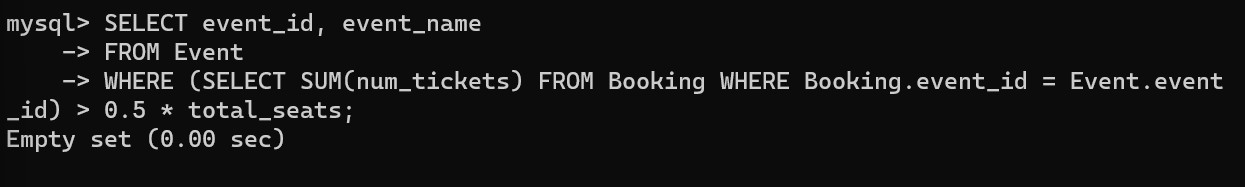 mysql> SELECT event_id, event_name
    -> FROM Event
    -> WHERE (SELECT SUM(num_tickets) FROM Booking WHERE Booking.event_id = Event.event
_id) > 0.5 * total_seats;
Empty set (0.00 sec)